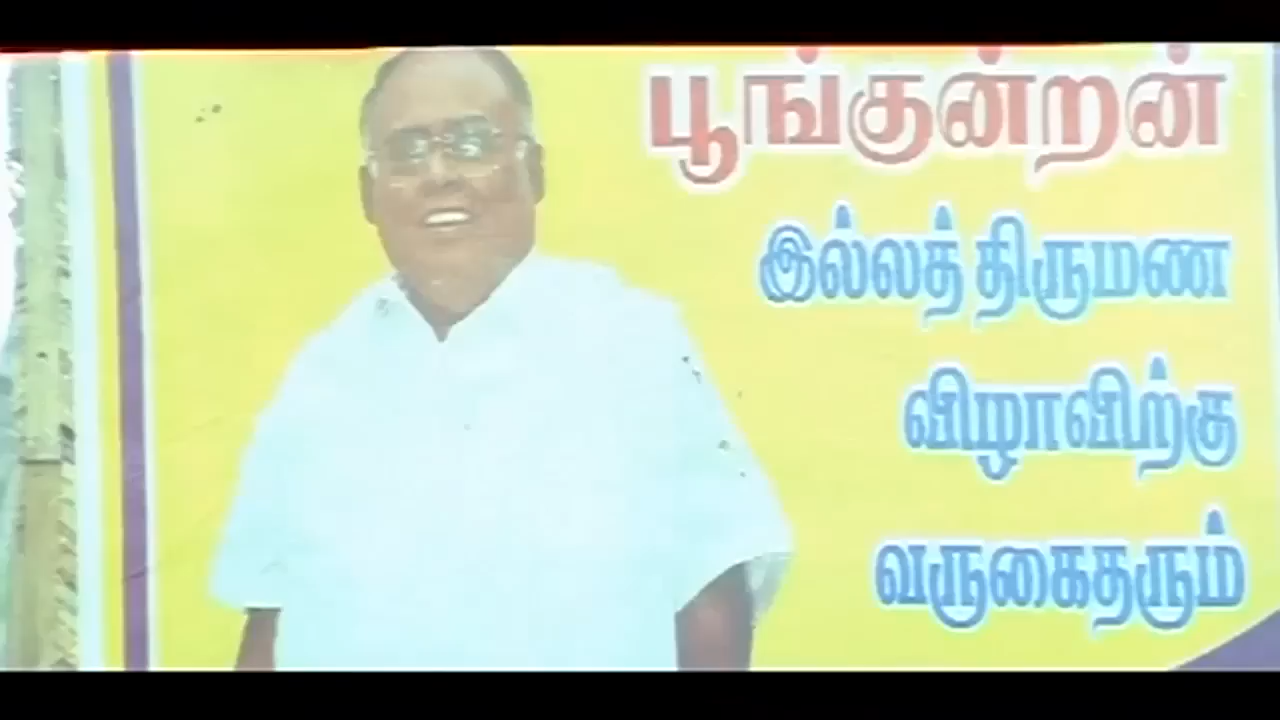 பூங்குன்றன்
இல்லத் திருமண
விழாவிற்கு
வருகைதரும்